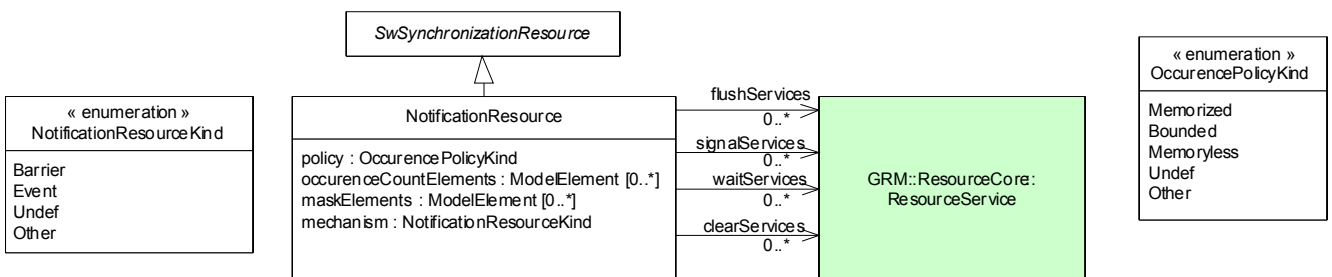 SwSynchronizationResource
« enumeration »
NotificationResourceKind
Barrier
Event
Undef
Other
NotificationResource
policy : OccurencePolicyKind
occurenceCountElements : ModelElement [0..*]
maskElements : ModelElement [0..*]
mechanism : NotificationResourceKind
flushServices
0..*
signalServices
0..*
waitServices
0..*
clearServices
0..*
GRM::ResourceCore::
ResourceService
« enumeration »
OccurencePolicyKind
Memorized
Bounded
Memoryless
Undef
Other